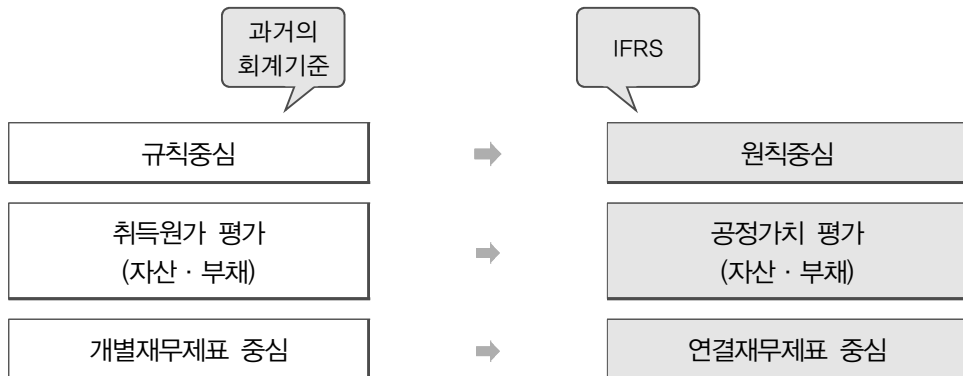 과거의
회계기준
IFRS
규칙중심
원칙중심
취득원가 평가
(자산 · 부채)
공정가치 평가
(자산 · 부채)
개별재무제표 중심
연결재무제표 중심